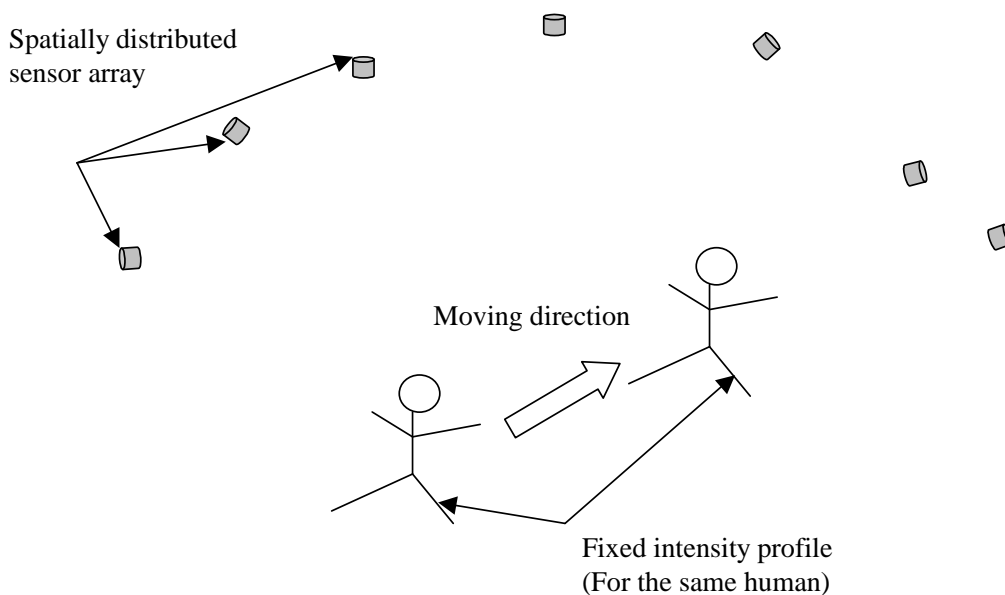 Spatially distributed
sensor array
Moving direction
Fixed intensity profile
(For the same human)